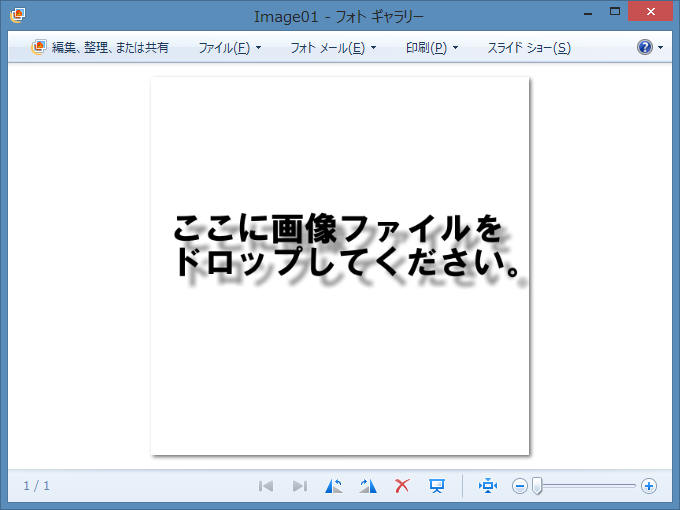 Image01 - フォト ギャラリー
編集、整理、または共有 ファイル(F) フォト メール(E) 印刷(P) スライド ショー(S)
ここに画像ファイルを
ドロップしてください。
1 / 1